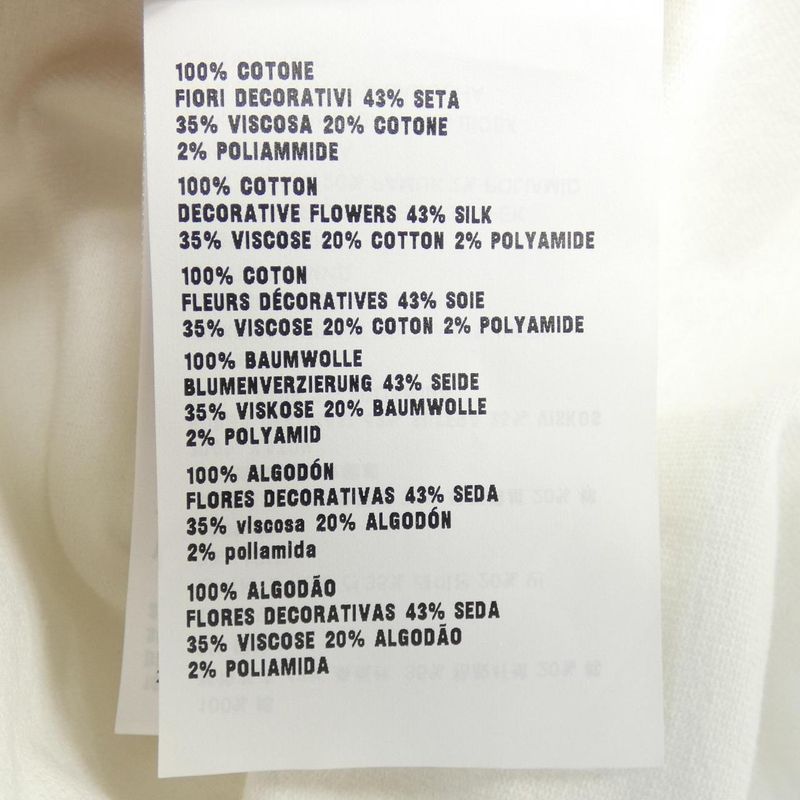 100% COTONE
FIORI DECORATIVI 43% SETA
35% VISCOSA 20% COTONE
2% POLIAMMIDE
100% COTTON
DECORATIVE FLOWERS 43% SILK
35% VISCOSE 20% COTTON 2% POLYAMIDE
100% COTON
FLEURS DÉCORATIVES 43% SOIE
35% VISCOSE 20% COTON 2% POLYAMIDE
100% BAUMWOLLE
BLUMENVERZIERUNG 43% SEIDE
35% VISKOSE 20% BAUMWOLLE
2% POLYAMID
100% ALGODÓN
FLORES DECORATIVAS 43% SEDA
35% viscosa 20% ALGODÓN
2% poliamida
100% ALGODÃO
FLORES DECORATIVAS 43% SEDA
35% VISCOSE 20% ALGODÃO
2% POLIAMIDA